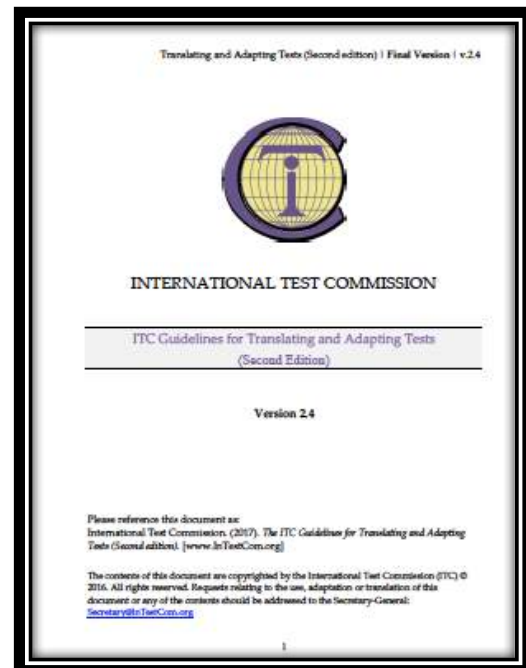 Translating and Adapting Tests (Second edition) | Final Version | v.2.4
INTERNATIONAL TEST COMMISSION
ITC Guidelines for Translating and Adapting Tests
(Second Edition)
Version 2.4
Please reference this document as:
International Test Commission. (2017). The ITC Guidelines for Translating and Adapting
Tests (Second edition). [www.InTestCom.org]
The contents of this document are copyrighted by the International Test Commission (ITC) ©
2016. All rights reserved. Requests relating to the use, adaptation or translation of this
document or any of the contents should be addressed to the Secretary-General:
Secretary@InTestCom.org
1